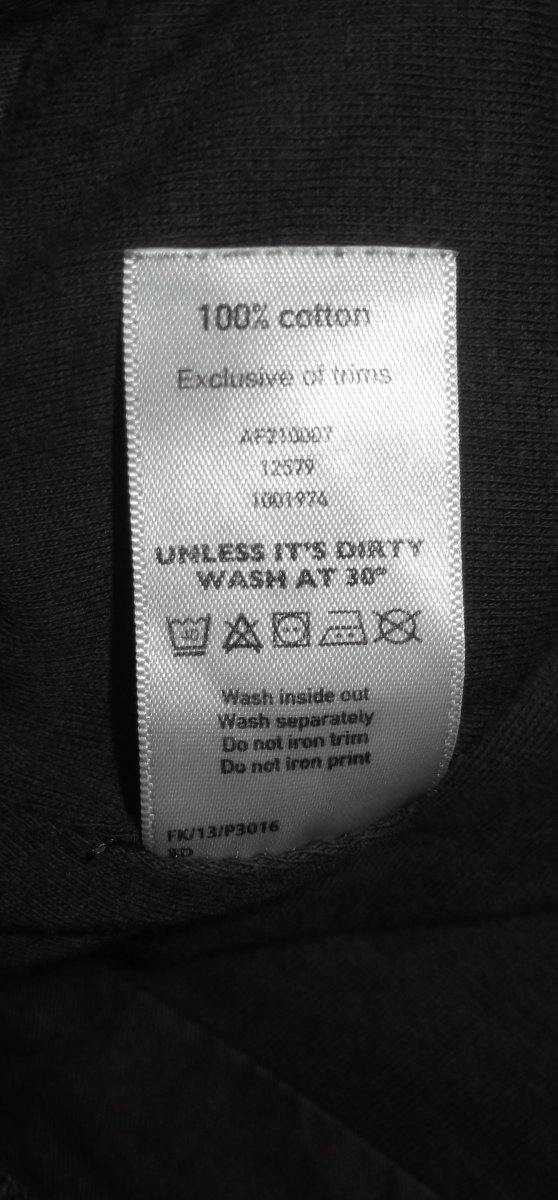 100% cotton
Exclusive of trims
AF210007
12579
1001974
UNLESS IT'S DIRTY
WASH AT 30°
40
Wash inside out
Wash separately
Do not iron trim
Do not iron print
FK/13/P3016